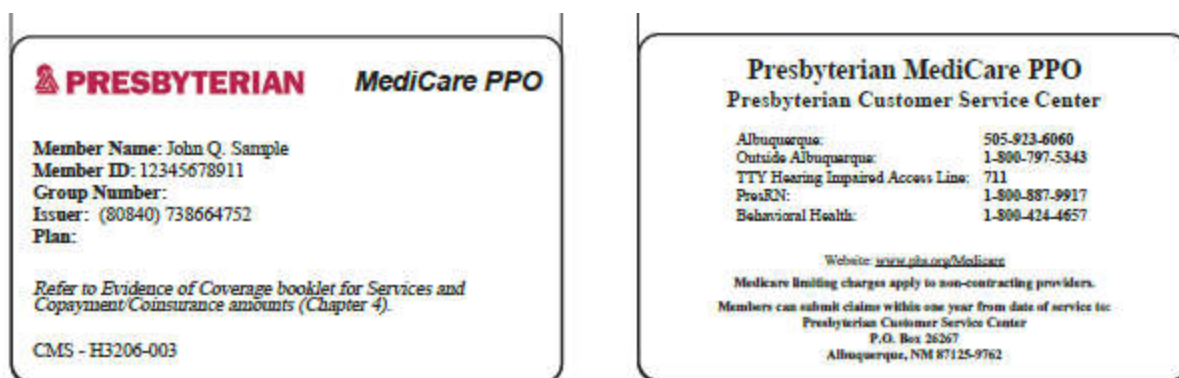 PRESBYTERIAN MediCare PPO
Member Name: John Q. Sample
Member ID: 12345678911
Group Number:
Issuer: (80840) 738664752
Plan:
Refer to Evidence of Coverage booklet for Services and
Copayment/Coinsurance amounts (Chapter 4).
CMS - H3206-003
Presbyterian MediCare PPO
Presbyterian Customer Service Center
Albuquerque: 505-923-6060
Outside Albuquerque: 1-800-797-5343
TTY Hearing Impaired Access Line: 711
PresRN: 1-800-887-9917
Behavioral Health: 1-800-424-4657
Website: www.phs.org/Medicare
Medicare limiting charges apply to non-contracting providers.
Members can submit claims within one year from date of service to:
Presbyterian Customer Service Center
P.O. Box 26267
Albuquerque, NM 87125-9762